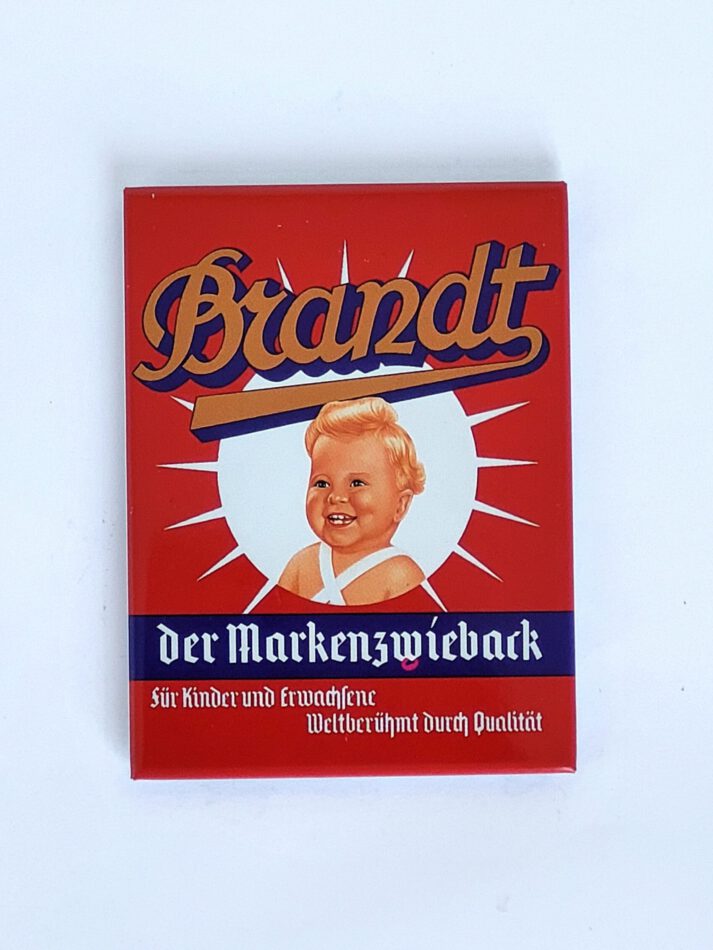 Brandt
der Markenzwieback
Für Kinder und Erwachſene
Weltberühmt durch Qualität